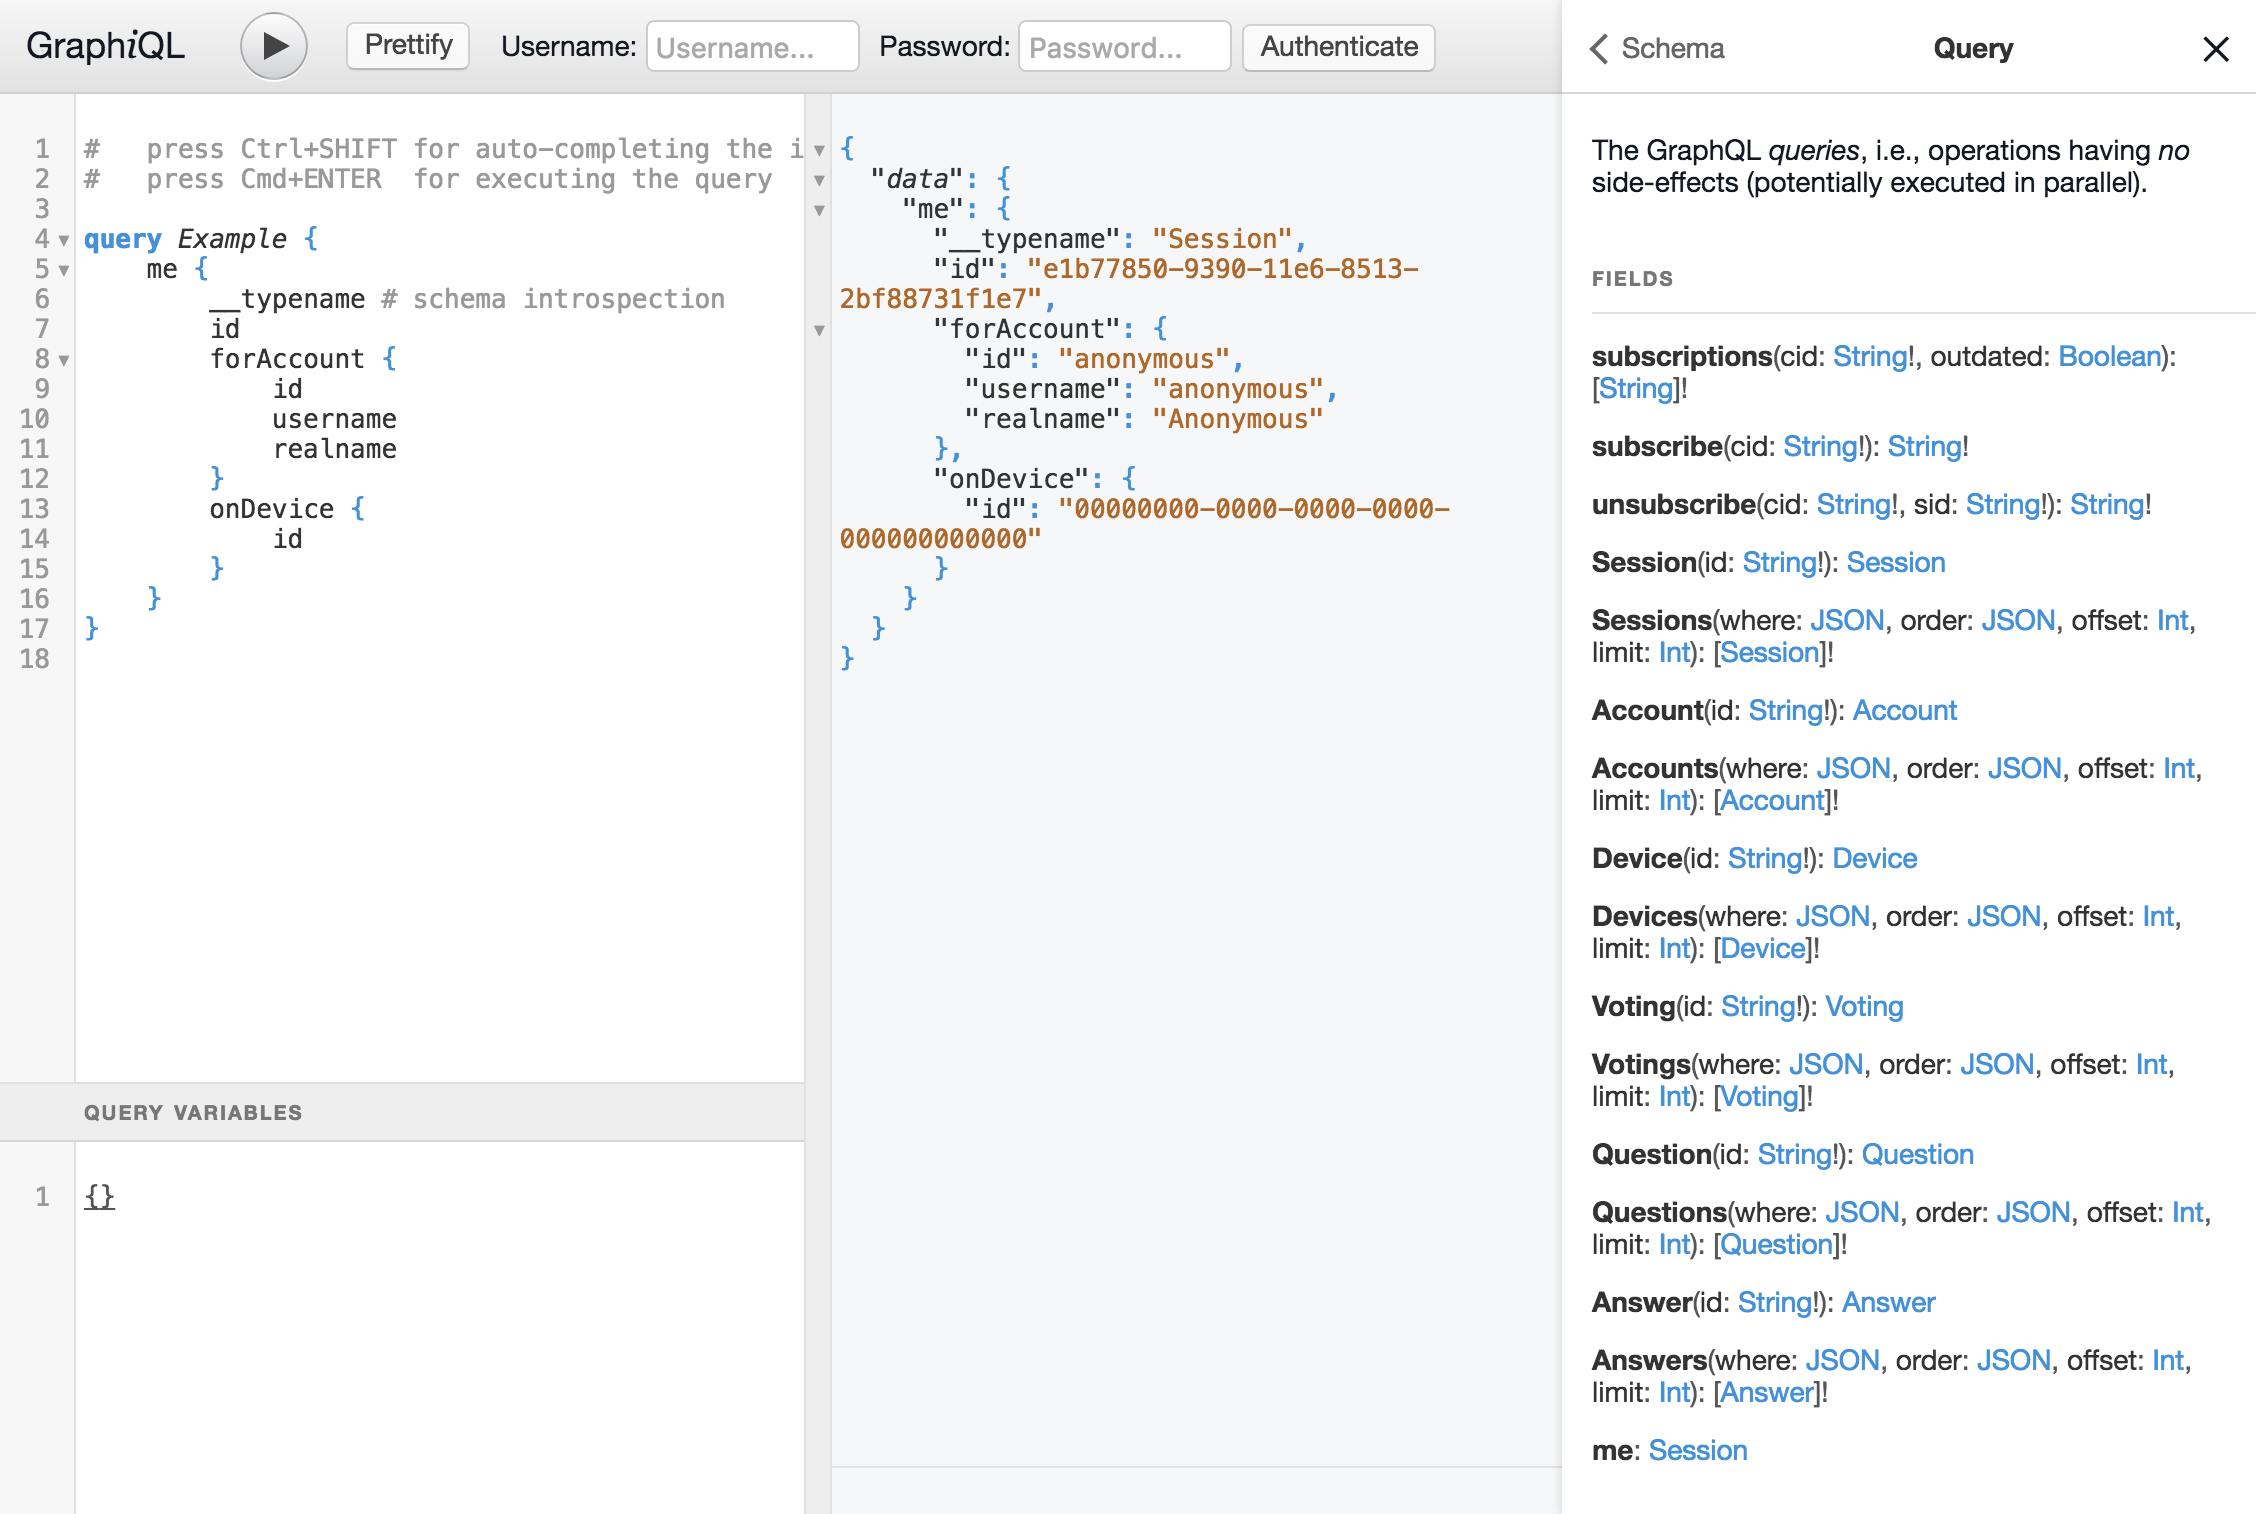 GraphiQL Prettify Username: Username... Password: Password... Authenticate
1 # press Ctrl+SHIFT for auto-completing the i
2 # press Cmd+ENTER for executing the query
3
4 query Example {
5 me {
6 __typename # schema introspection
7 id
8 forAccount {
9 id
10 username
11 realname
12 }
13 onDevice {
14 id
15 }
16 }
17 }
18
QUERY VARIABLES
1 {}
{
"data": {
"me": {
"__typename": "Session",
"id": "e1b77850-9390-11e6-8513-
2bf88731f1e7",
"forAccount": {
"id": "anonymous",
"username": "anonymous",
"realname": "Anonymous"
},
"onDevice": {
"id": "00000000-0000-0000-0000-
000000000000"
}
}
}
}
Schema Query
The GraphQL queries, i.e., operations having no
side-effects (potentially executed in parallel).
FIELDS
subscriptions(cid: String!, outdated: Boolean):
[String]!
subscribe(cid: String!): String!
unsubscribe(cid: String!, sid: String!): String!
Session(id: String!): Session
Sessions(where: JSON, order: JSON, offset: Int,
limit: Int): [Session]!
Account(id: String!): Account
Accounts(where: JSON, order: JSON, offset: Int,
limit: Int): [Account]!
Device(id: String!): Device
Devices(where: JSON, order: JSON, offset: Int,
limit: Int): [Device]!
Voting(id: String!): Voting
Votings(where: JSON, order: JSON, offset: Int,
limit: Int): [Voting]!
Question(id: String!): Question
Questions(where: JSON, order: JSON, offset: Int,
limit: Int): [Question]!
Answer(id: String!): Answer
Answers(where: JSON, order: JSON, offset: Int,
limit: Int): [Answer]!
me: Session